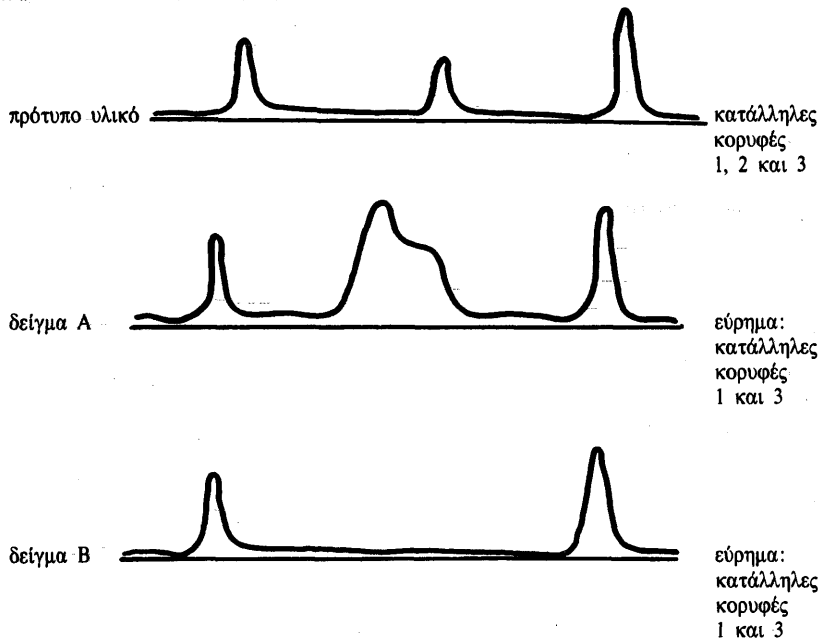 πρότυπο υλικό
κατάλληλες
κορυφές
1, 2 και 3
δείγμα Α
εύρημα:
κατάλληλες
κορυφές
1 και 3
δείγμα Β
εύρημα:
κατάλληλες
κορυφές
1 και 3